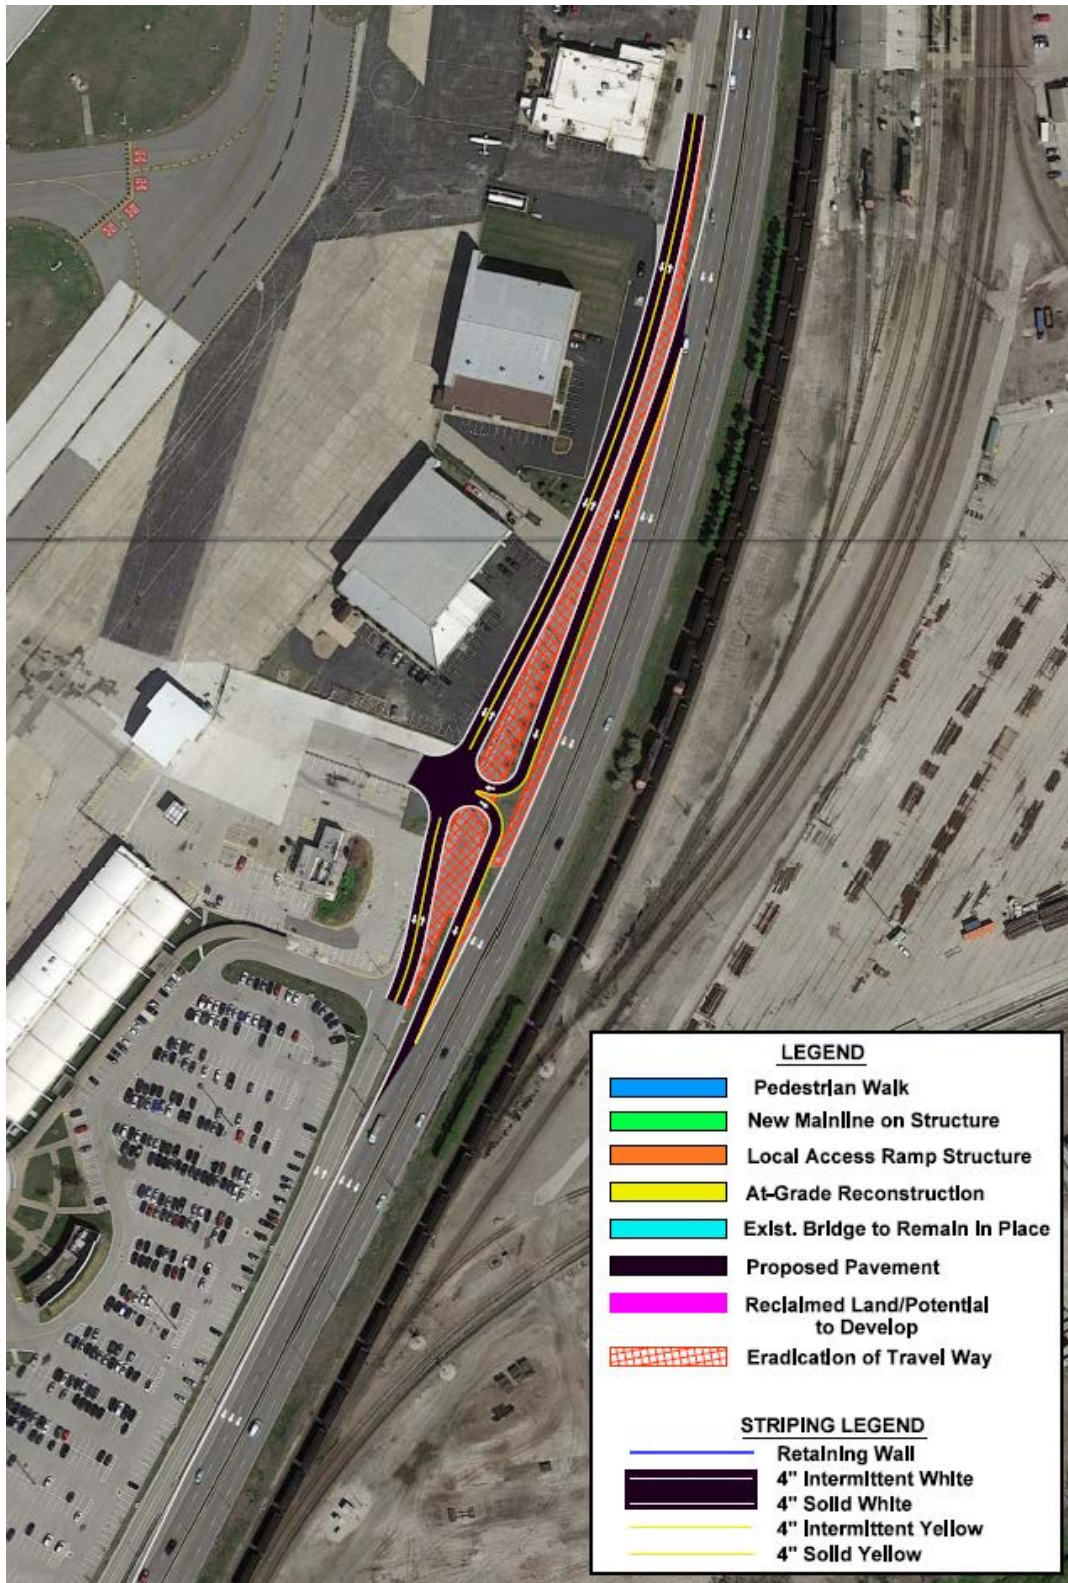 LEGEND
Pedestrian Walk
New Mainline on Structure
Local Access Ramp Structure
At-Grade Reconstruction
Exist. Bridge to Remain In Place
Proposed Pavement
Reclaimed Land/Potential
to Develop
Eradication of Travel Way
STRIPING LEGEND
Retaining Wall
4" Intermittent White
4" Solid White
4" Intermittent Yellow
4" Solid Yellow